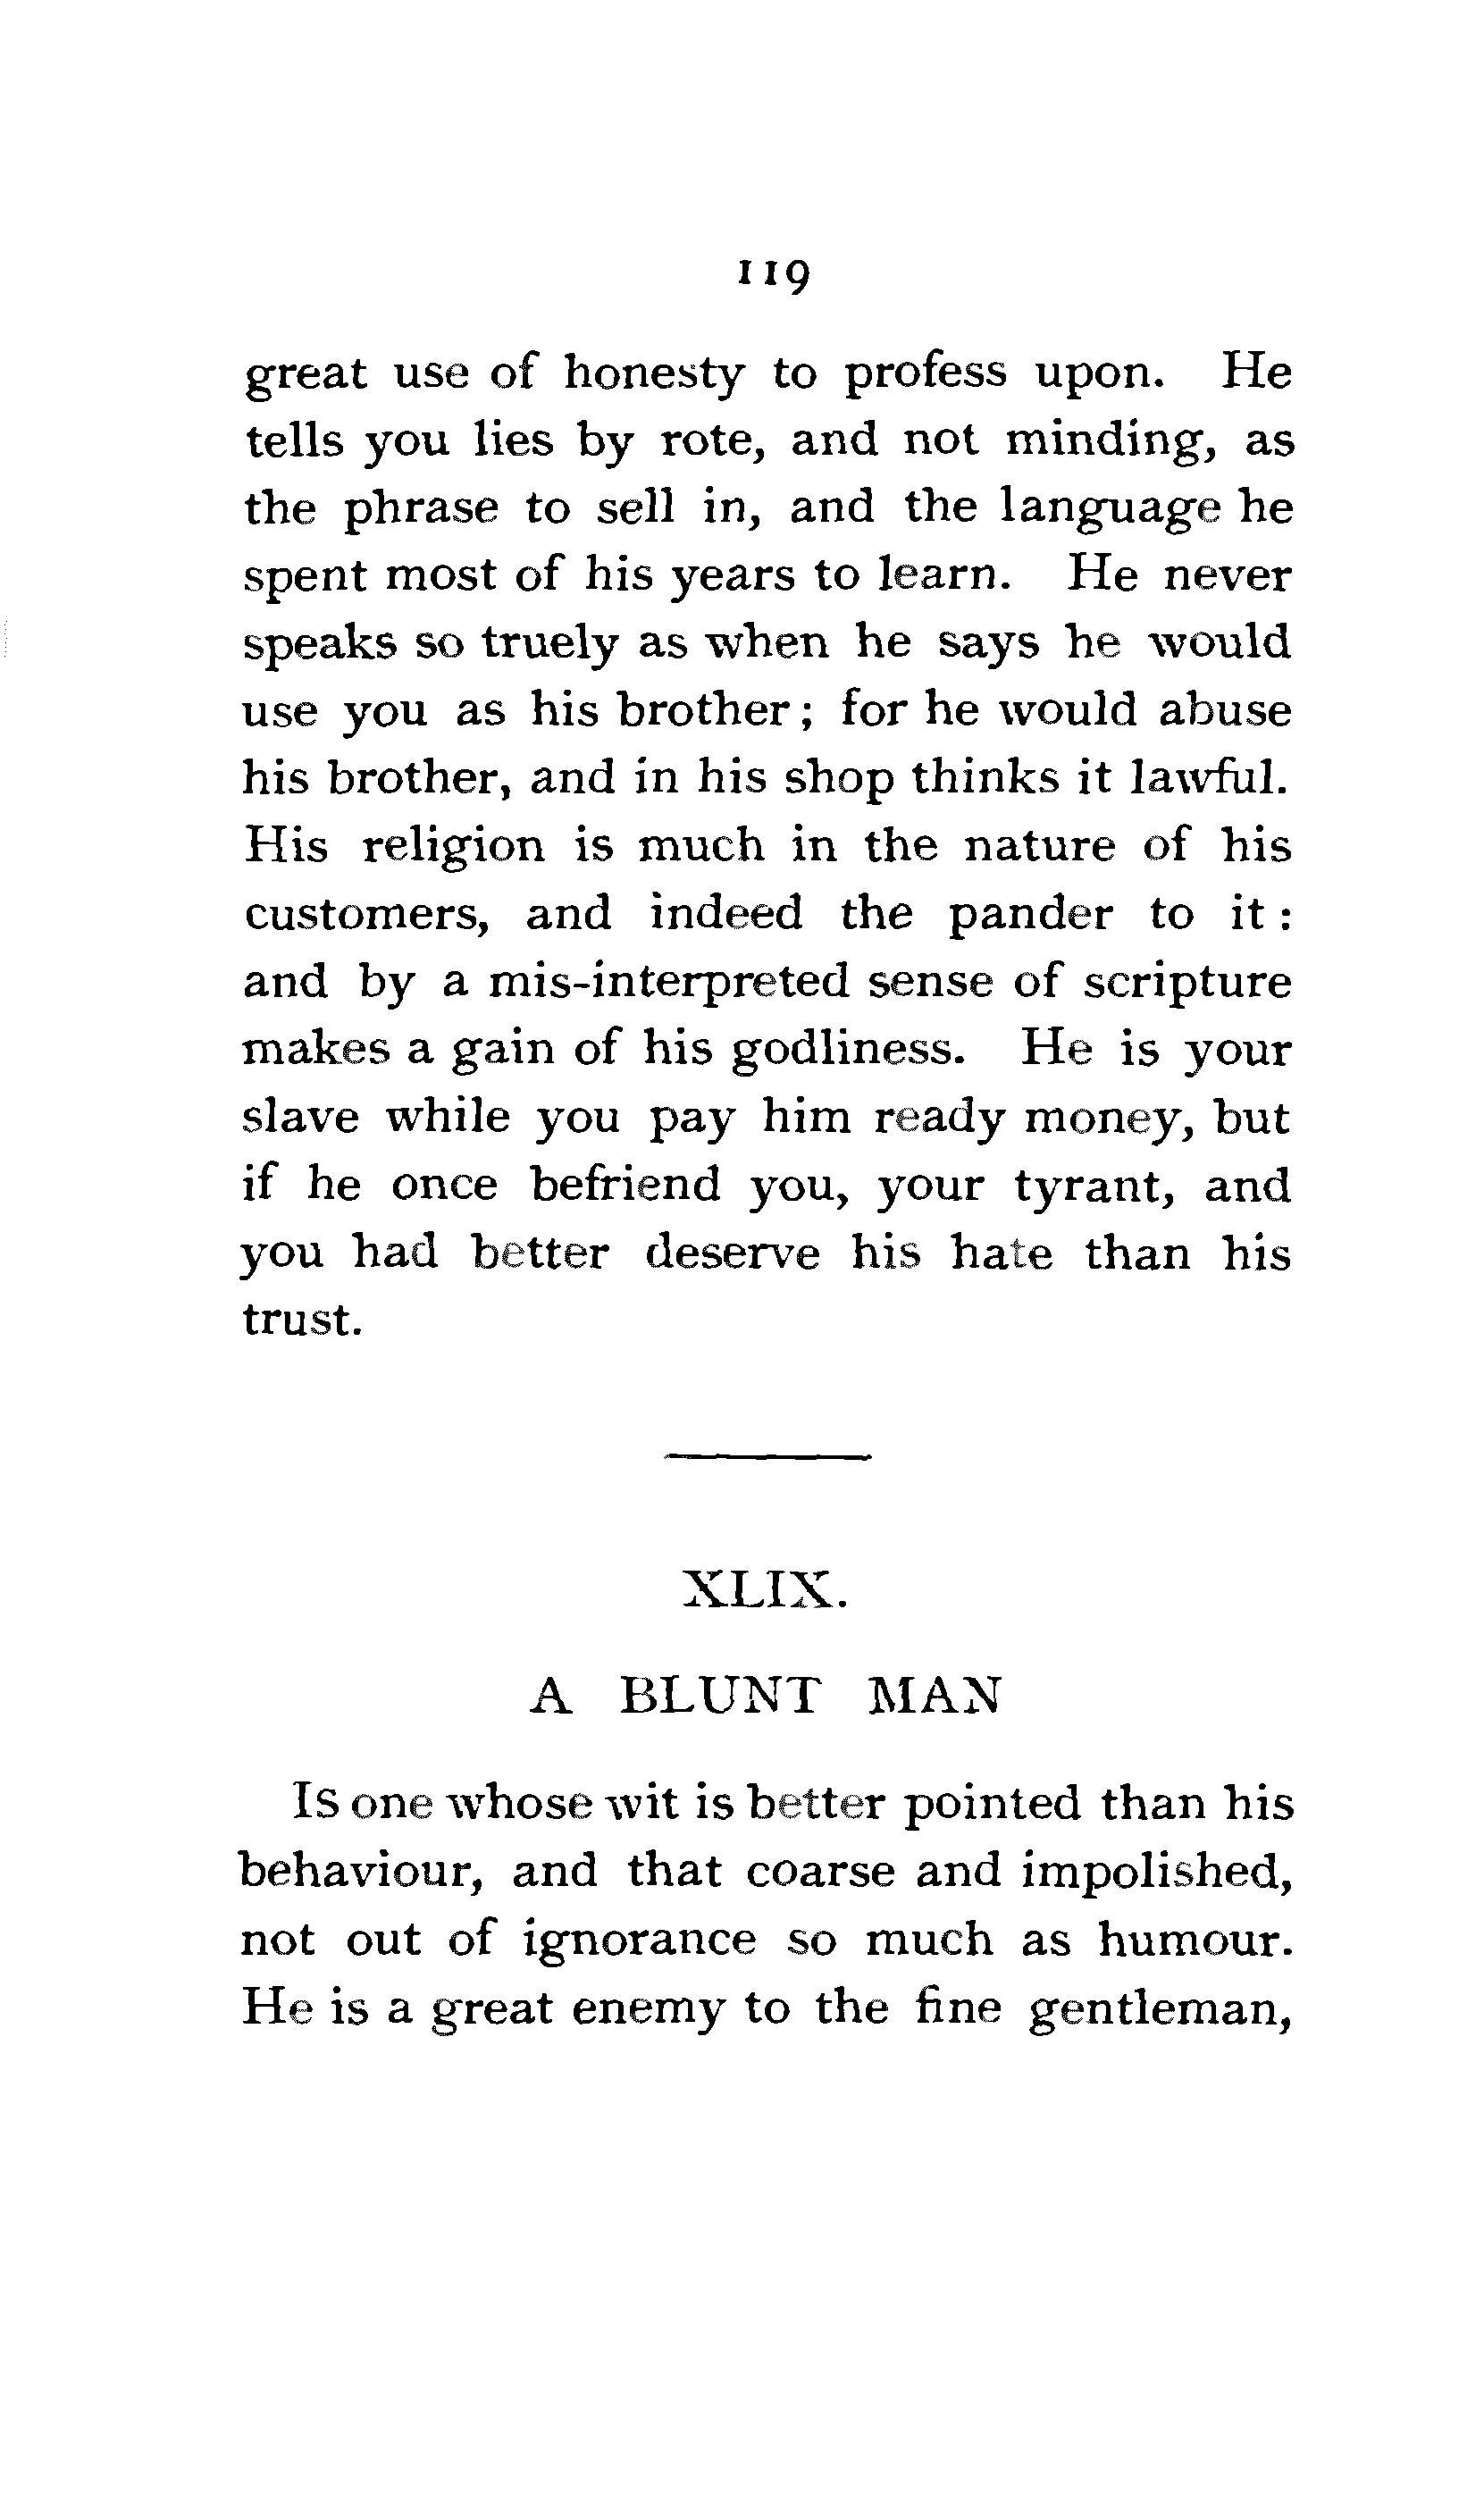 119
great use of honesty to profess upon. He
tells you lies by rote, and not minding, as
the phrase to sell in, and the language he
spent most of his years to learn. He never
speaks so truely as when he says he would
use you as his brother; for he would abuse
his brother, and in his shop thinks it lawful.
His religion is much in the nature of his
customers, and indeed the pander to it:
and by a mis-interpreted sense of scripture
makes a gain of his godliness. He is your
slave while you pay him ready money, but
if he once befriend you, your tyrant, and
you had better deserve his hate than his
trust.
XLIX.
A BLUNT MAN
Is one whose wit is better pointed than his
behaviour, and that coarse and impolished,
not out of ignorance so much as humour.
He is a great enemy to the fine gentleman,